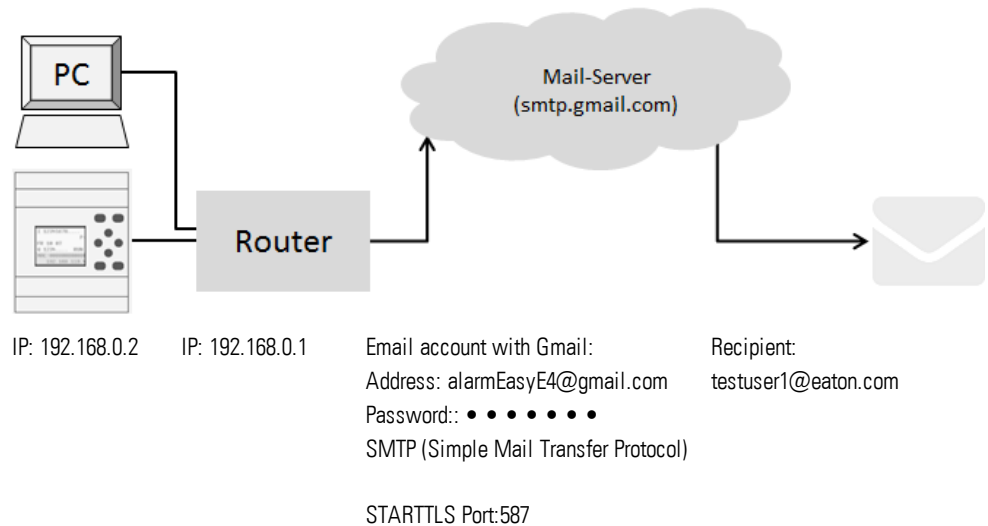 PC
Mail-Server
(smtp.gmail.com)
Router
IP: 192.168.0.2
IP: 192.168.0.1
Email account with Gmail:
Address: alarmEasyE4@gmail.com
Password:: • • • • • • •
SMTP (Simple Mail Transfer Protocol)
STARTTLS Port:587
Recipient:
testuser1@eaton.com